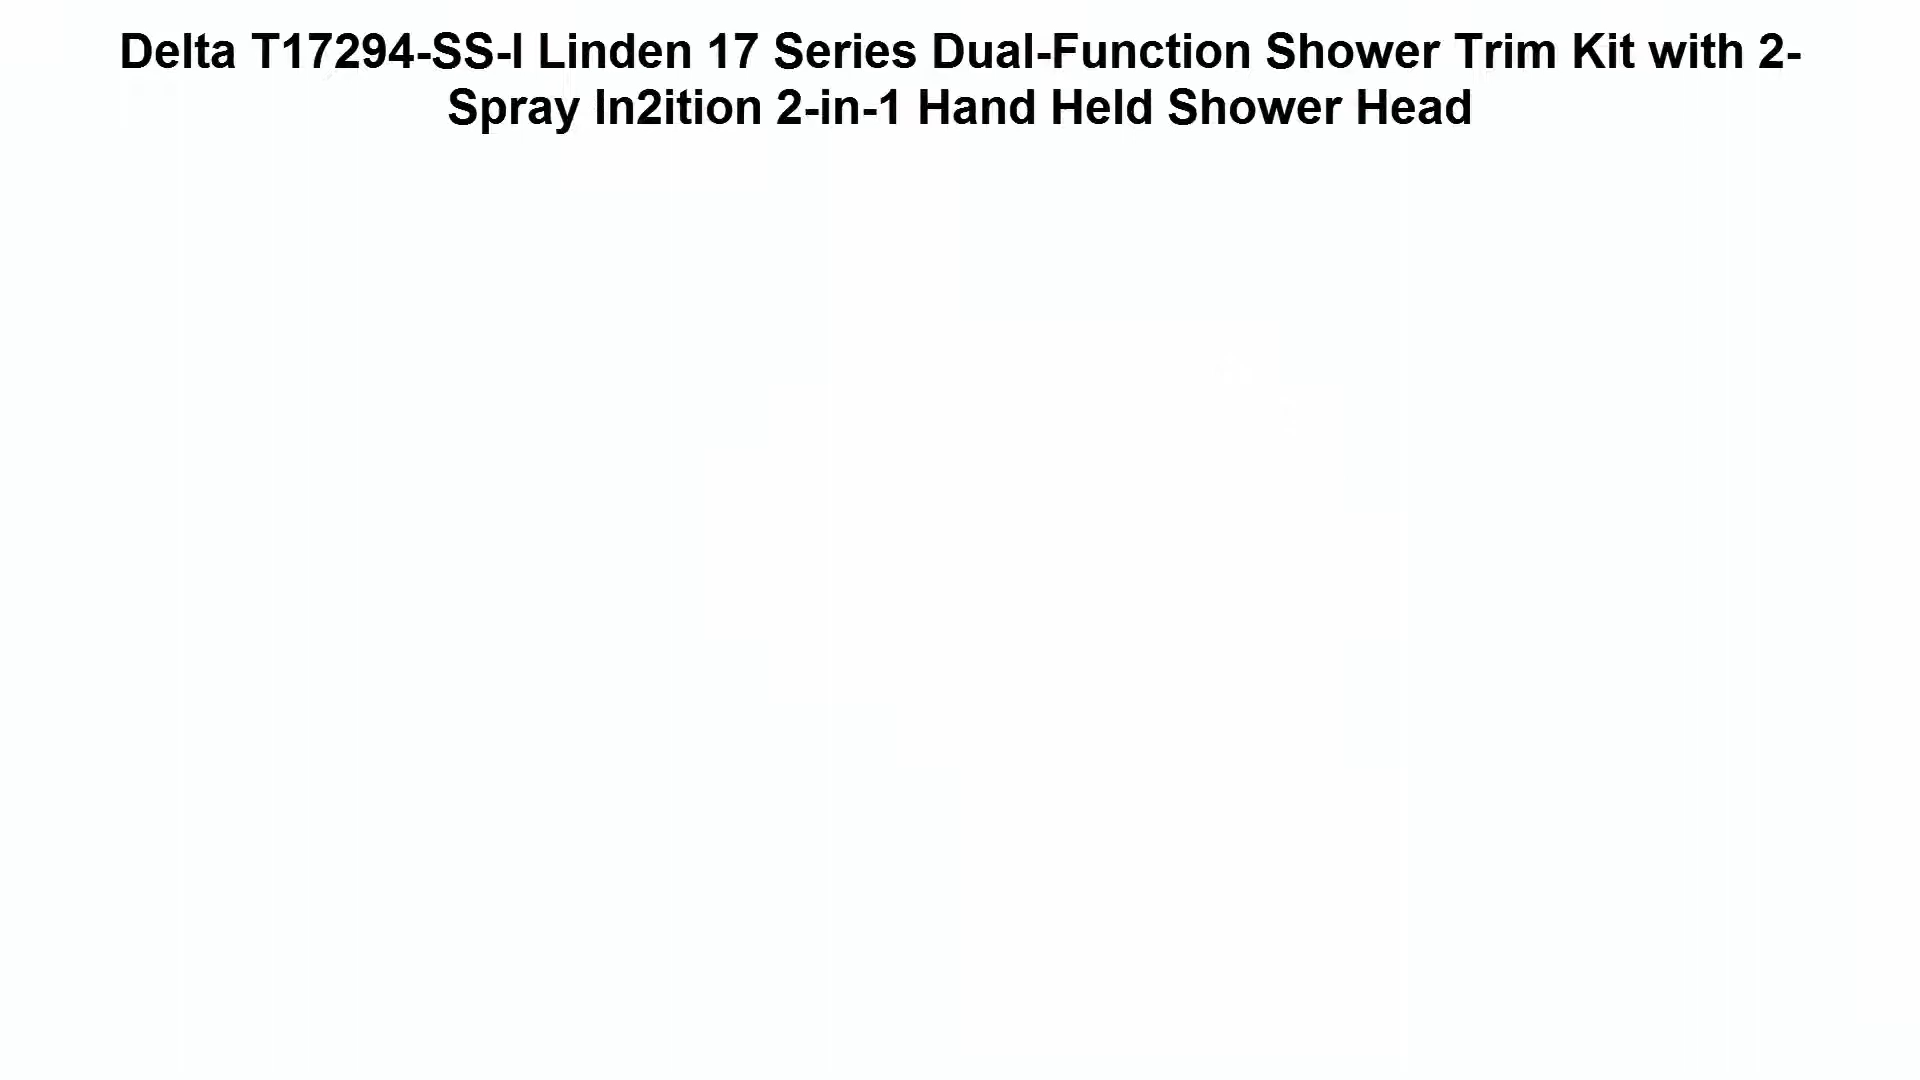 Delta T17294-SS-I Linden 17 Series Dual-Function Shower Trim Kit with 2-
Spray In2ition 2-in-1 Hand Held Shower Head